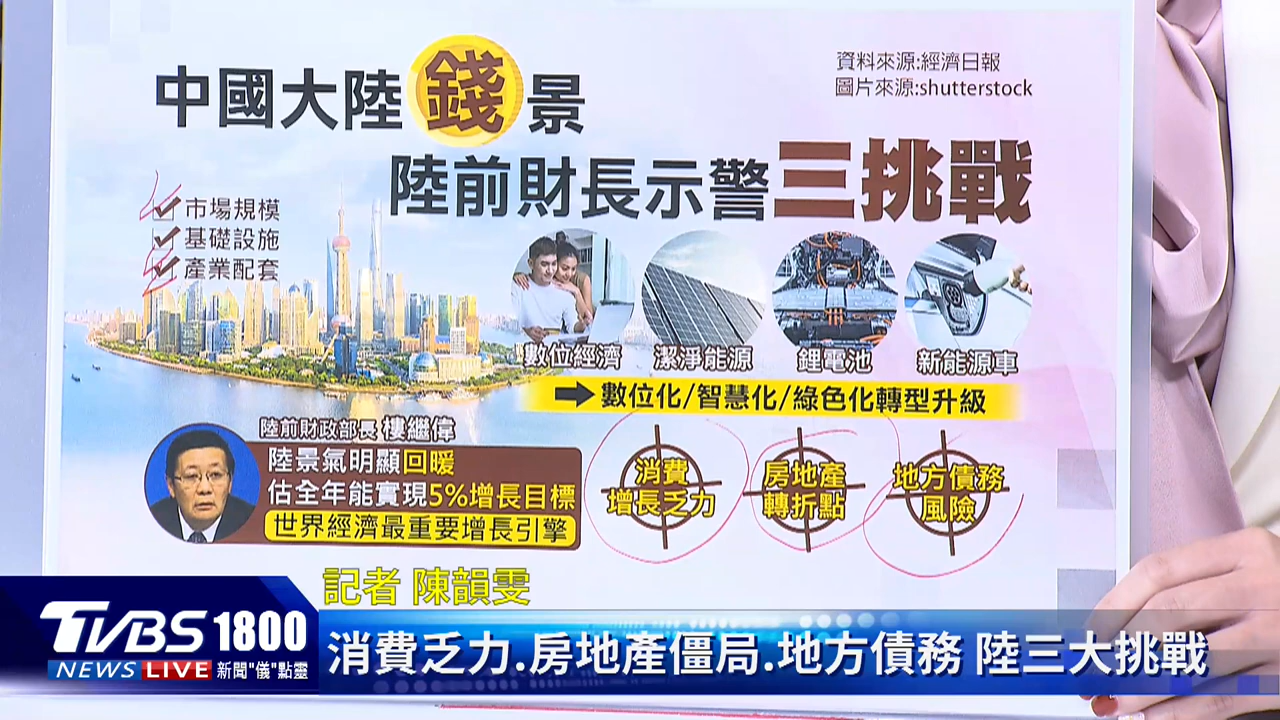 中國大陸錢景
資料來源:經濟日報
圖片來源:shutterstock
陸前財長示警三挑戰
市場規模
基礎設施
產業配套
數位經濟
潔淨能源
鋰電池
新能源車
數位化/智慧化/綠色化轉型升級
陸前財政部長 樓繼偉
陸景氣明顯回暖
估全年能實現5%增長目標
世界經濟最重要增長引擎
消費
增長乏力
房地產
轉折點
地方債務
風險
記者 陳韻雯
TVBS 1800
NEWS LIVE 新聞"儀"點靈
消費乏力.房地產僵局.地方債務 陸三大挑戰